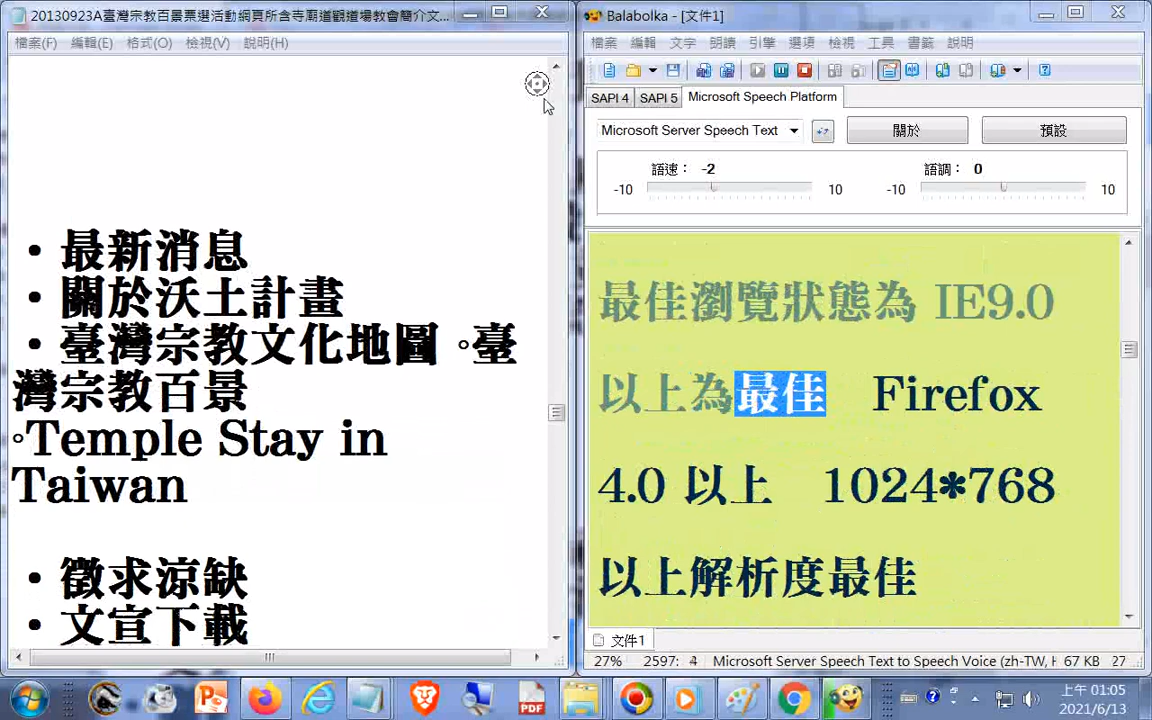 20130923A臺灣宗教百景票選活動網頁所含寺廟道觀道場教會簡介文...
檔案(F) 編輯(E) 格式(O) 檢視(V) 說明(H)
• 最新消息
• 關於沃土計畫
• 臺灣宗教文化地圖 ◦臺
灣宗教百景
◦Temple Stay in
Taiwan
• 徵求涼缺
• 文宣下載
Balabolka - [文件1]
檔案 編輯 文字 朗讀 引擎 選項 檢視 工具 書籤 說明
SAPI 4 SAPI 5 Microsoft Speech Platform
Microsoft Server Speech Text 關於 預設
語速： -2 語調： 0
-10 10 -10 10
最佳瀏覽狀態為 IE9.0
以上為最佳 Firefox
4.0 以上 1024*768
以上解析度最佳
文件1
27% 2597: 4 Microsoft Server Speech Text to Speech Voice (zh-TW, H 67 KB 27
PDF
上午 01:05
2021/6/13